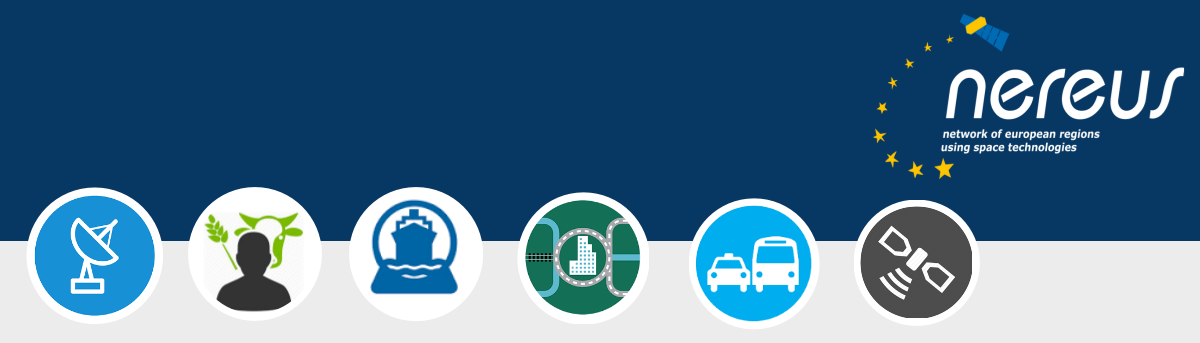 nereus
network of european regions
using space technologies